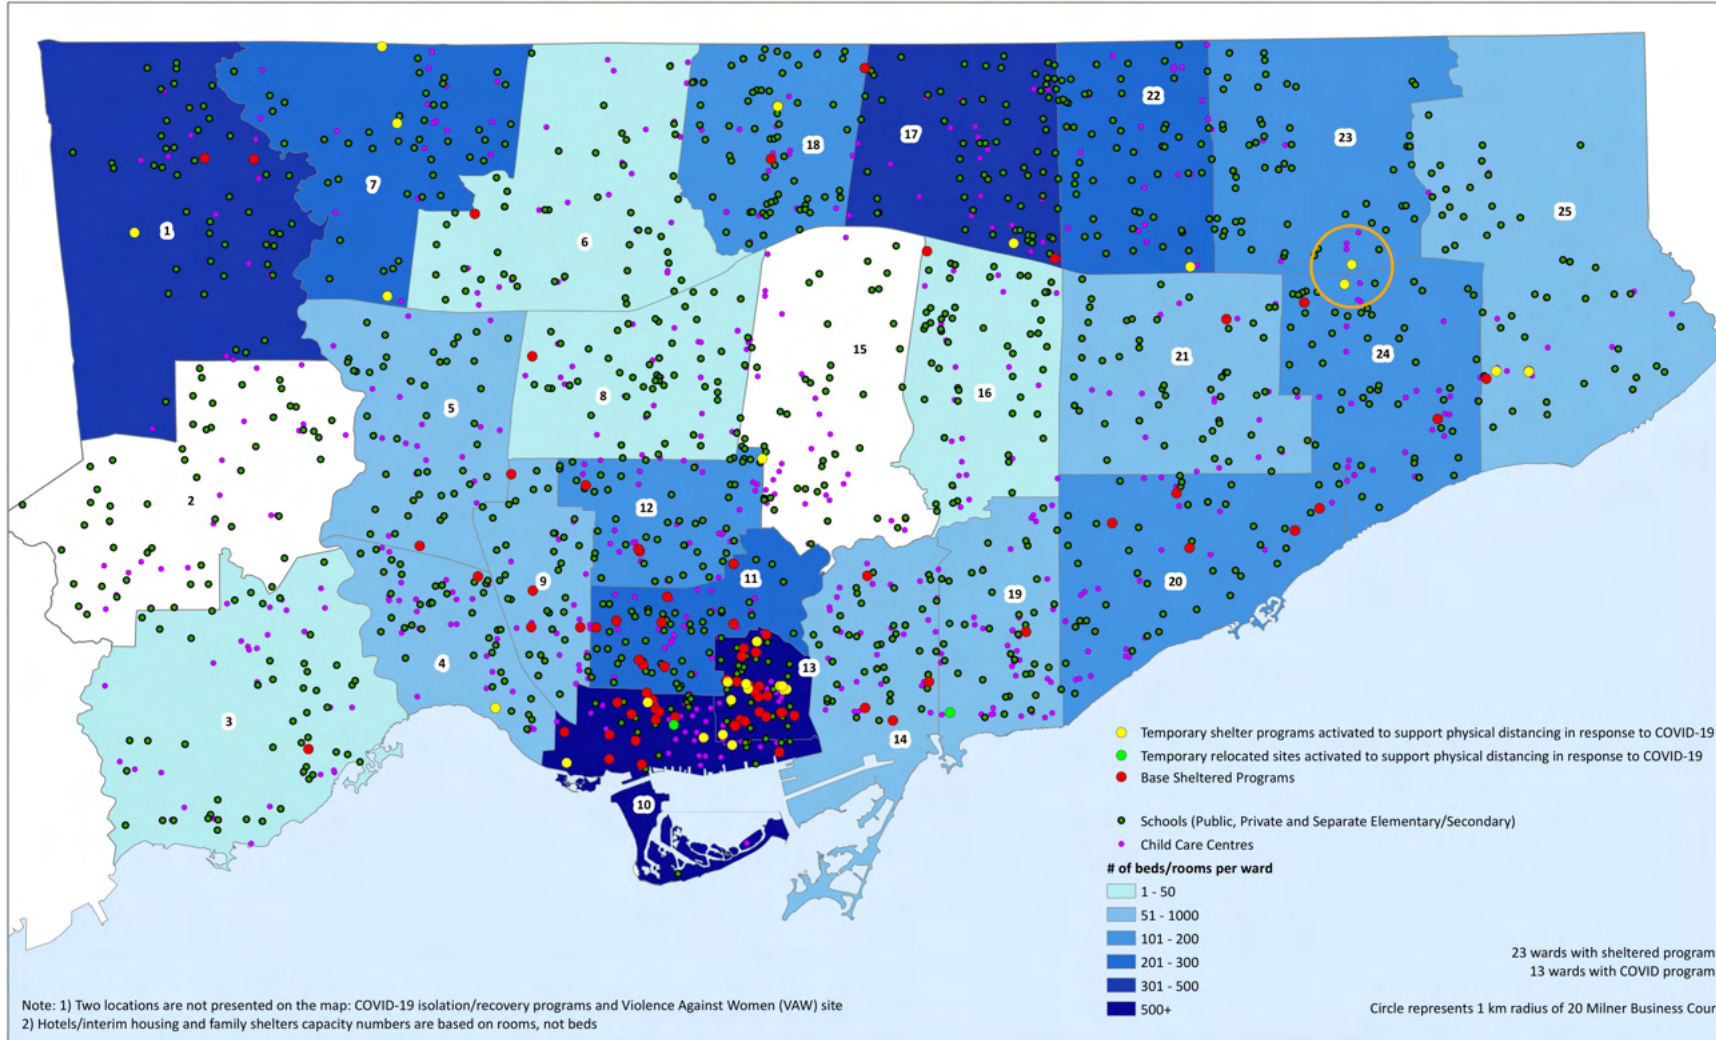 22
17
18
23
7
25
1
6
15
21
24
16
8
5
2
12
9
11
20
19
4
13
3
14
10
Temporary shelter programs activated to support physical distancing in response to COVID-19
Temporary relocated sites activated to support physical distancing in response to COVID-19
Base Sheltered Programs
Schools (Public, Private and Separate Elementary/Secondary)
Child Care Centres
# of beds/rooms per ward
1 - 50
51 - 1000
101 - 200
201 - 300
301 - 500
500+
23 wards with sheltered program
13 wards with COVID program
Circle represents 1 km radius of 20 Milner Business Cour
Note: 1) Two locations are not presented on the map: COVID-19 isolation/recovery programs and Violence Against Women (VAW) site
2) Hotels/interim housing and family shelters capacity numbers are based on rooms, not beds